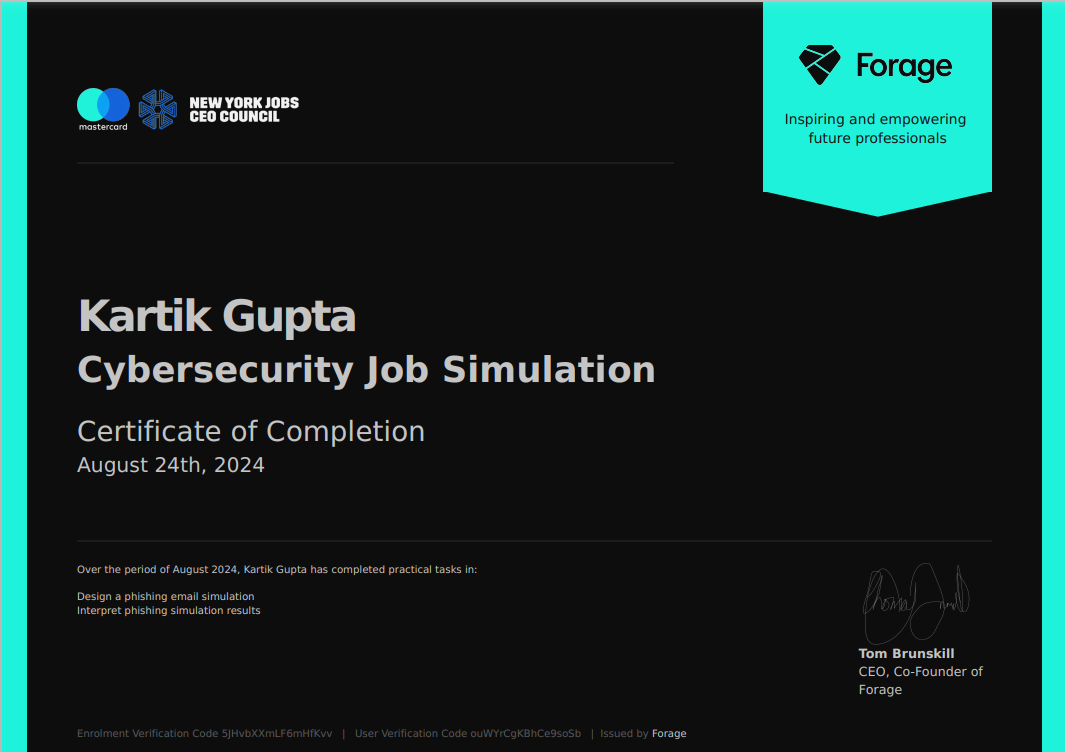 mastercard
NEW YORK JOBS
CEO COUNCIL
Forage
Inspiring and empowering
future professionals
Kartik Gupta
Cybersecurity Job Simulation
Certificate of Completion
August 24th, 2024
Over the period of August 2024, Kartik Gupta has completed practical tasks in:
Design a phishing email simulation
Interpret phishing simulation results
Tom Brunskill
CEO, Co-Founder of
Forage
Enrolment Verification Code 5JHvbXXmLF6mHfKvv | User Verification Code ouWYrCgKBhCe9soSb | Issued by Forage